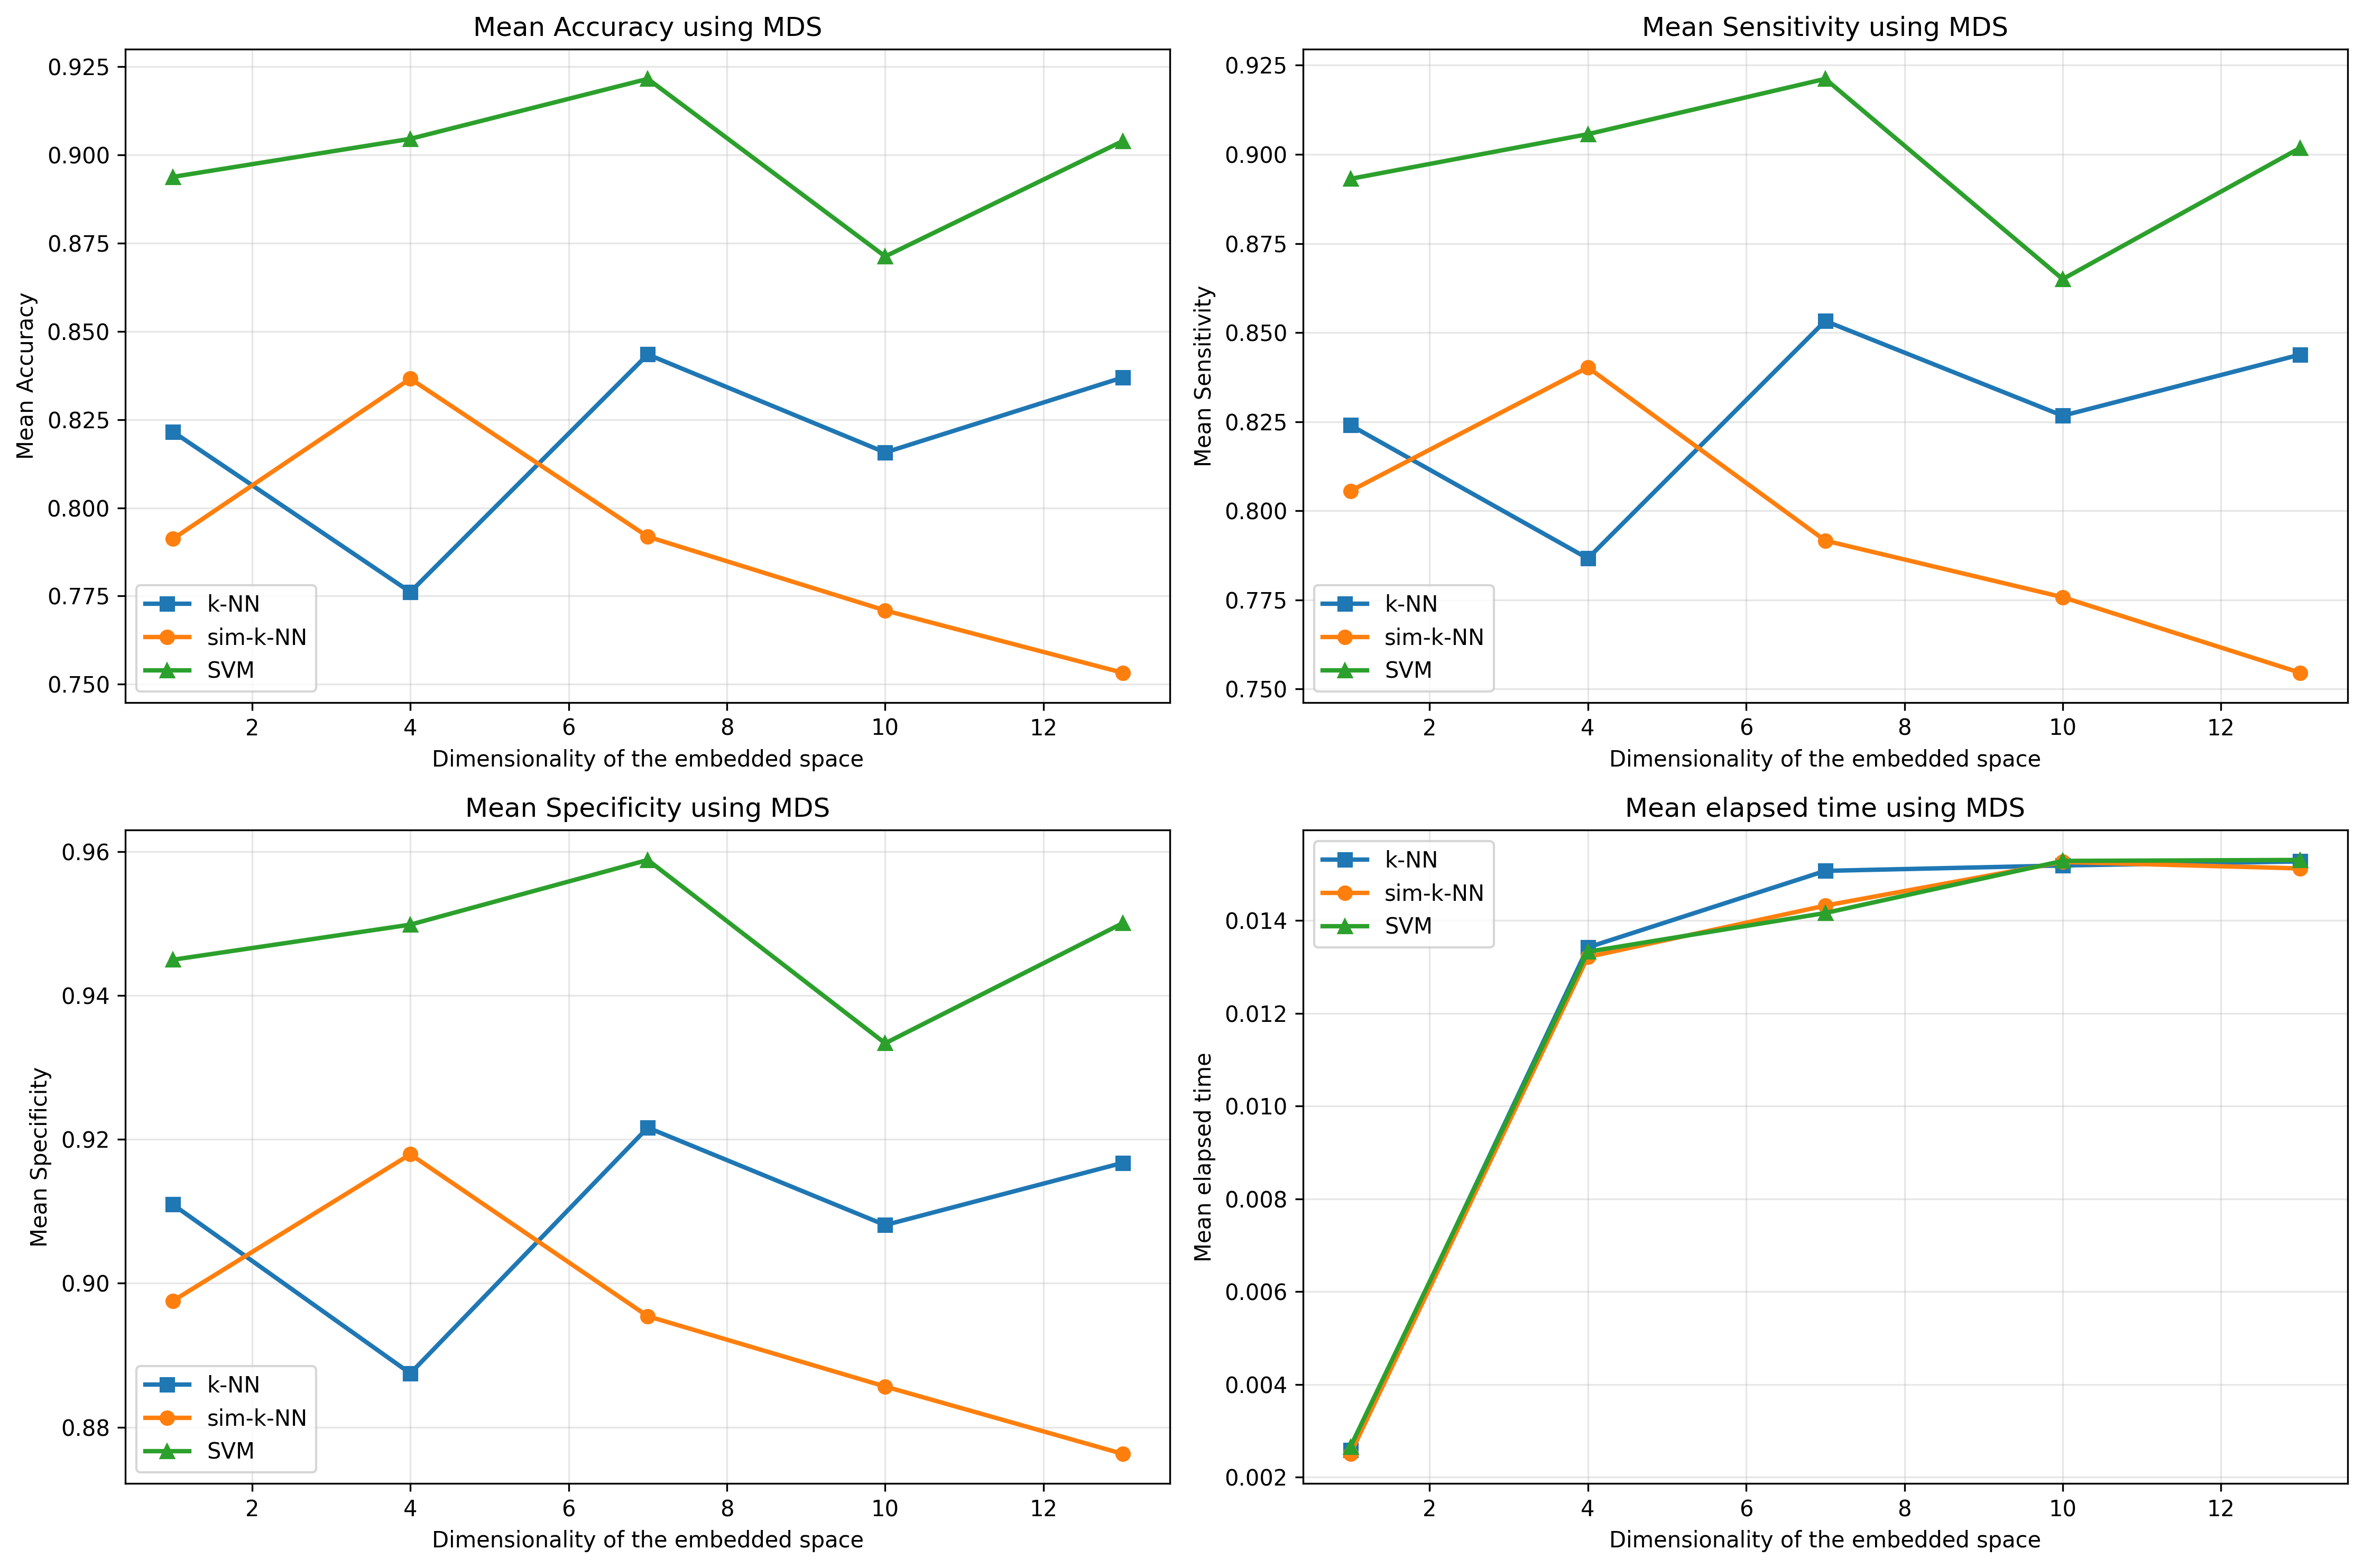 Mean Accuracy using MDS
Mean Accuracy
0.925
0.900
0.875
0.850
0.825
0.800
0.775
0.750
k-NN
sim-k-NN
SVM
2 4 6 8 10 12
Dimensionality of the embedded space
Mean Sensitivity using MDS
Mean Sensitivity
0.925
0.900
0.875
0.850
0.825
0.800
0.775
0.750
k-NN
sim-k-NN
SVM
2 4 6 8 10 12
Dimensionality of the embedded space
Mean Specificity using MDS
Mean Specificity
0.96
0.94
0.92
0.90
0.88
k-NN
sim-k-NN
SVM
2 4 6 8 10 12
Dimensionality of the embedded space
Mean elapsed time using MDS
Mean elapsed time
0.014
0.012
0.010
0.008
0.006
0.004
0.002
k-NN
sim-k-NN
SVM
2 4 6 8 10 12
Dimensionality of the embedded space